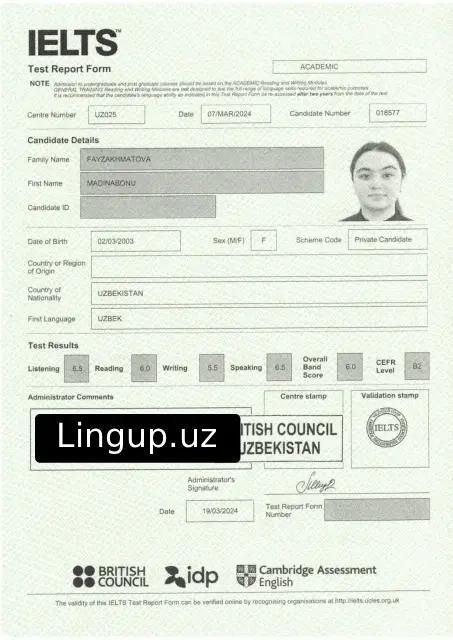 IELTS™
Test Report Form
ACADEMIC
NOTE Admission to undergraduate and post graduate courses should be based on the ACADEMIC Reading and Writing Modules.
GENERAL TRAINING Reading and Writing Modules are not designed to test the full range of language skills required for academic purposes.
It is recommended that the candidate's language ability as indicated in this Test Report Form be re-assessed after two years from the date of the test.
Centre Number UZ025 Date 07/MAR/2024 Candidate Number 016577
Candidate Details
Family Name FAYZAKHMATOVA
First Name MADINABONU
Candidate ID
Date of Birth 02/03/2003 Sex (M/F) F Scheme Code Private Candidate
Country or Region
of Origin
Country of
Nationality UZBEKISTAN
First Language UZBEK
Test Results
Listening 6.5 Reading 6.0 Writing 5.5 Speaking 6.5 Overall Band Score 6.0 CEFR Level B2
Administrator Comments
Centre stamp
Validation stamp
Lingup.uz
ITISH COUNCIL
UZBEKISTAN
IELTS
Administrator's
Signature
Date 19/03/2024
Test Report Form
Number
BRITISH
COUNCIL
idp
Cambridge Assessment
English
The validity of this IELTS Test Report Form can be verified online by recognising organisations at http://ielts.ucles.org.uk